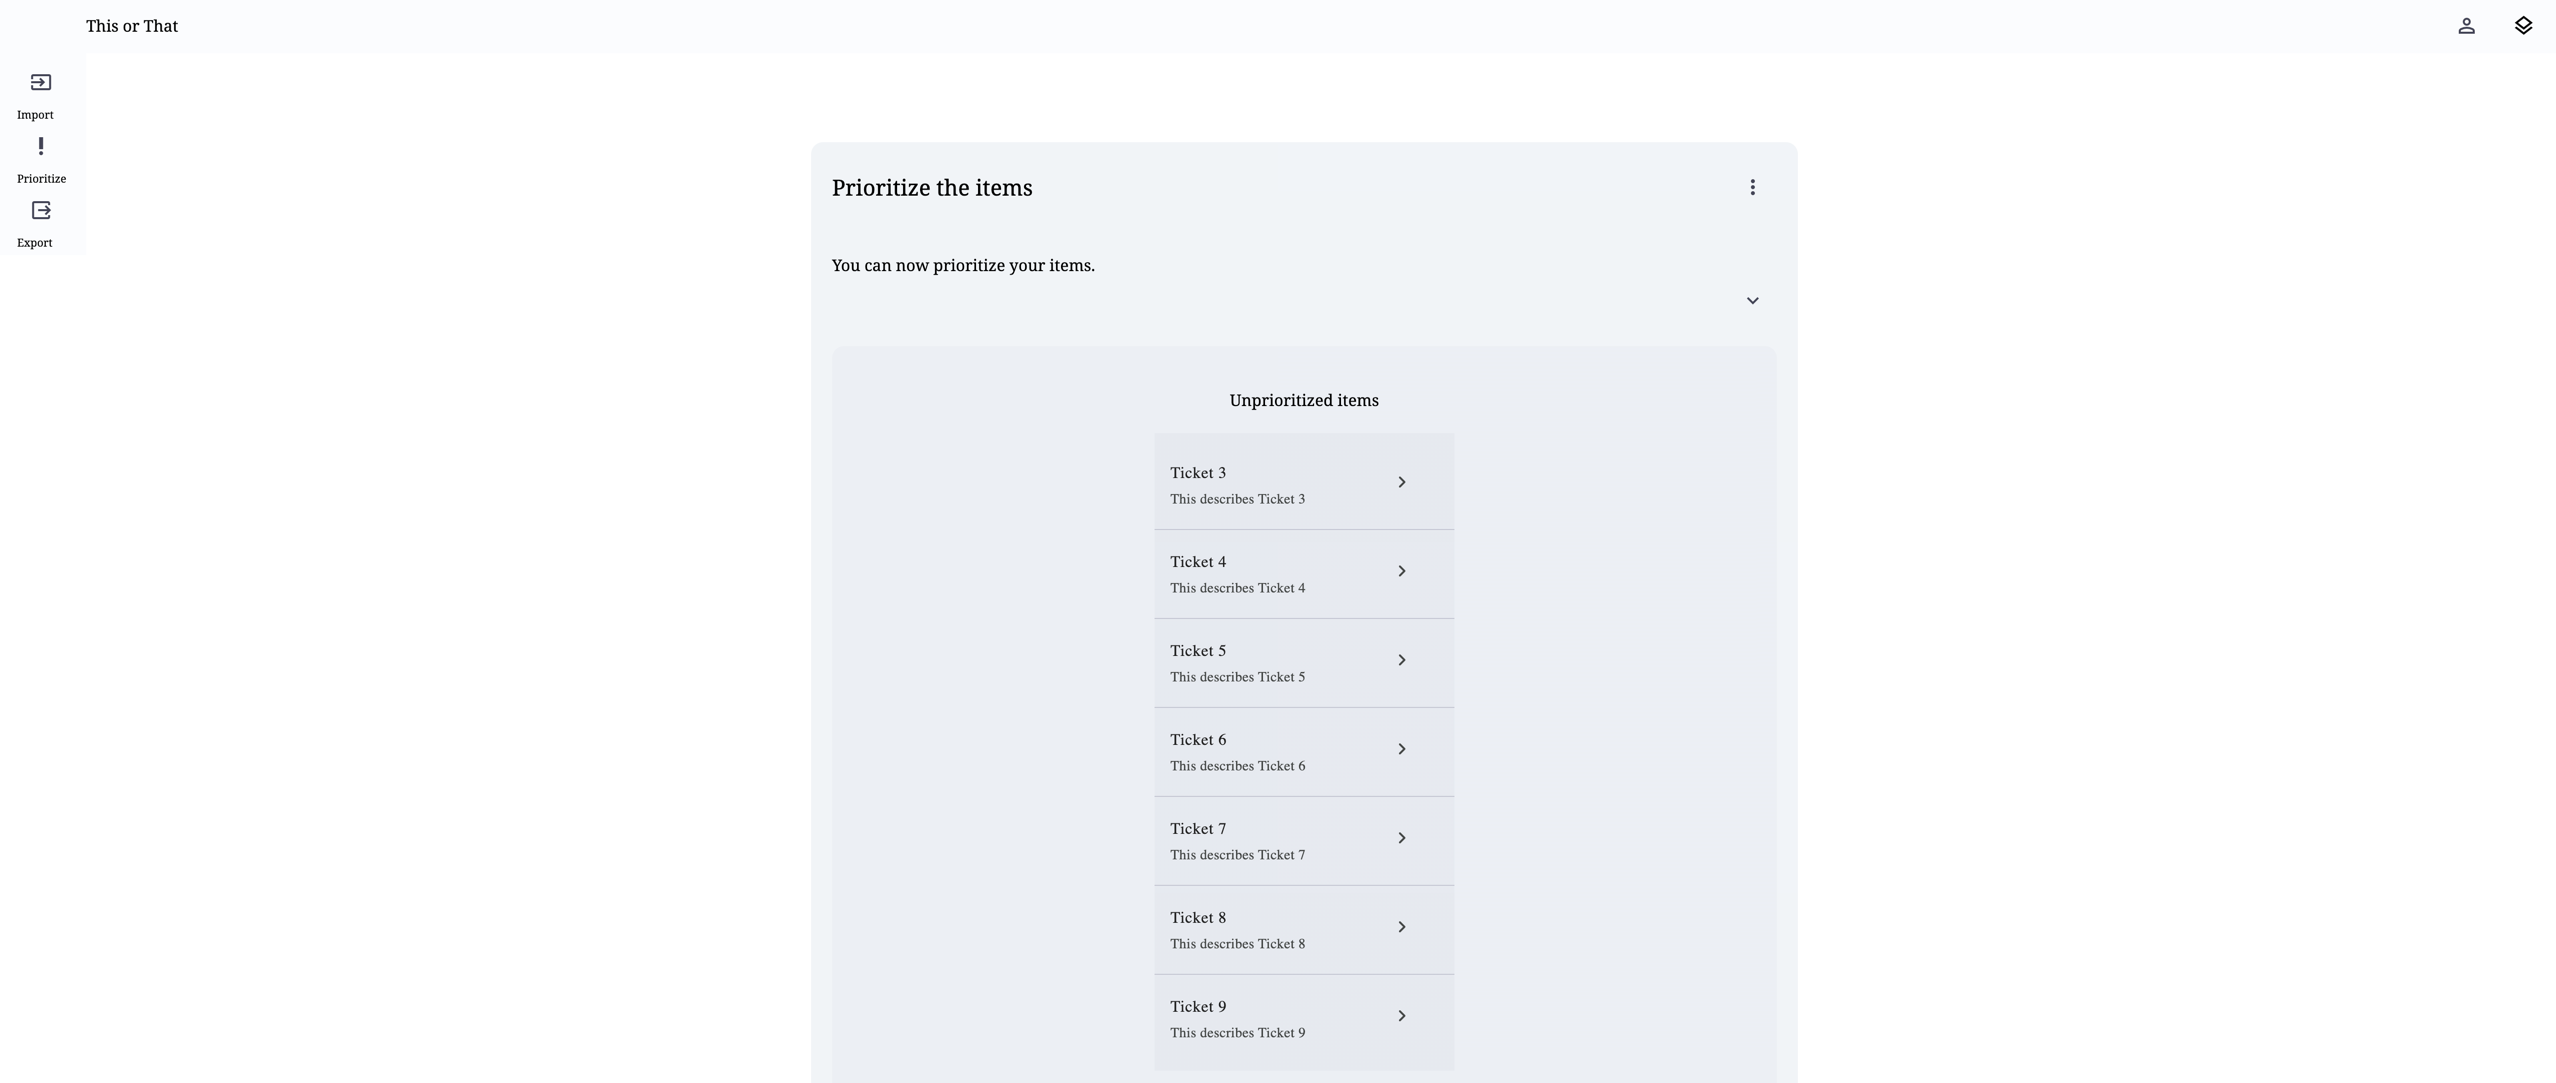 This or That
Import
Prioritize
Export
Prioritize the items
You can now prioritize your items.
Unprioritized items
Ticket 3
This describes Ticket 3
Ticket 4
This describes Ticket 4
Ticket 5
This describes Ticket 5
Ticket 6
This describes Ticket 6
Ticket 7
This describes Ticket 7
Ticket 8
This describes Ticket 8
Ticket 9
This describes Ticket 9